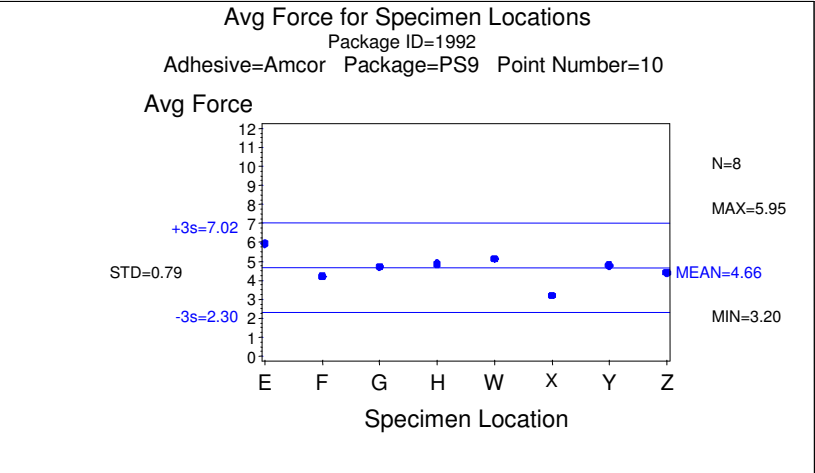 Avg Force for Specimen Locations
Package ID=1992
Adhesive=Amcor Package=PS9 Point Number=10
Avg Force
12
11
10
9
8
7
6
5
4
3
2
1
0
+3s=7.02
STD=0.79
-3s=2.30
N=8
MAX=5.95
MEAN=4.66
MIN=3.20
E F G H W X Y Z
Specimen Location